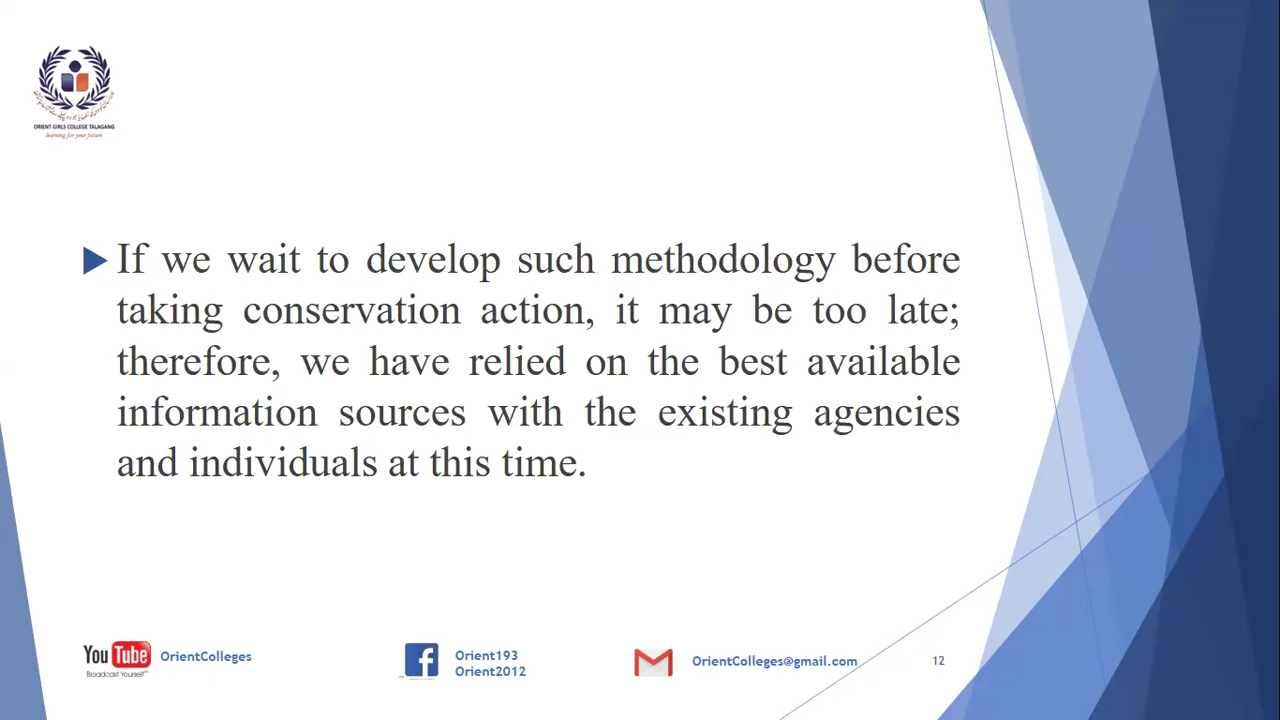 ORIENT GIRLS COLLEGE TALAGANG
learning for your future
If we wait to develop such methodology before
taking conservation action, it may be too late;
therefore, we have relied on the best available
information sources with the existing agencies
and individuals at this time.
YouTube
Broadcast Yourself™
OrientColleges
f
Orient193
Orient2012
OrientColleges@gmail.com
12